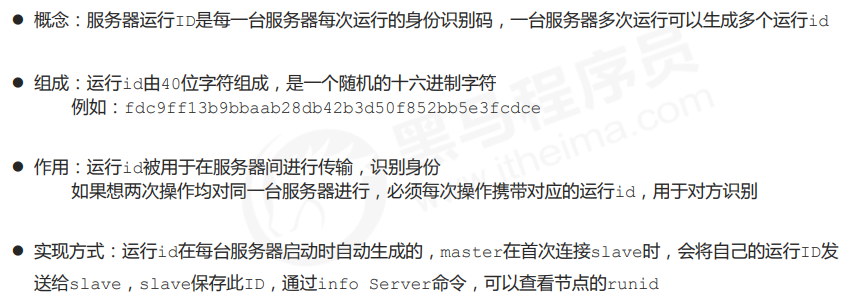 ● 概念：服务器运行ID是每一台服务器每次运行的身份识别码，一台服务器多次运行可以生成多个运行id
● 组成：运行id由40位字符组成，是一个随机的十六进制字符
例如：fdc9ff13b9bbaab28db42b3d50f852bb5e3fcdce
● 作用：运行id被用于在服务器间进行传输，识别身份
如果想两次操作均对同一台服务器进行，必须每次操作携带对应的运行id，用于对方识别
● 实现方式：运行id在每台服务器启动时自动生成的，master在首次连接slave时，会将自己的运行ID发
送给slave，slave保存此ID，通过info Server命令，可以查看节点的runid
黑马程序员
www.itheima.com